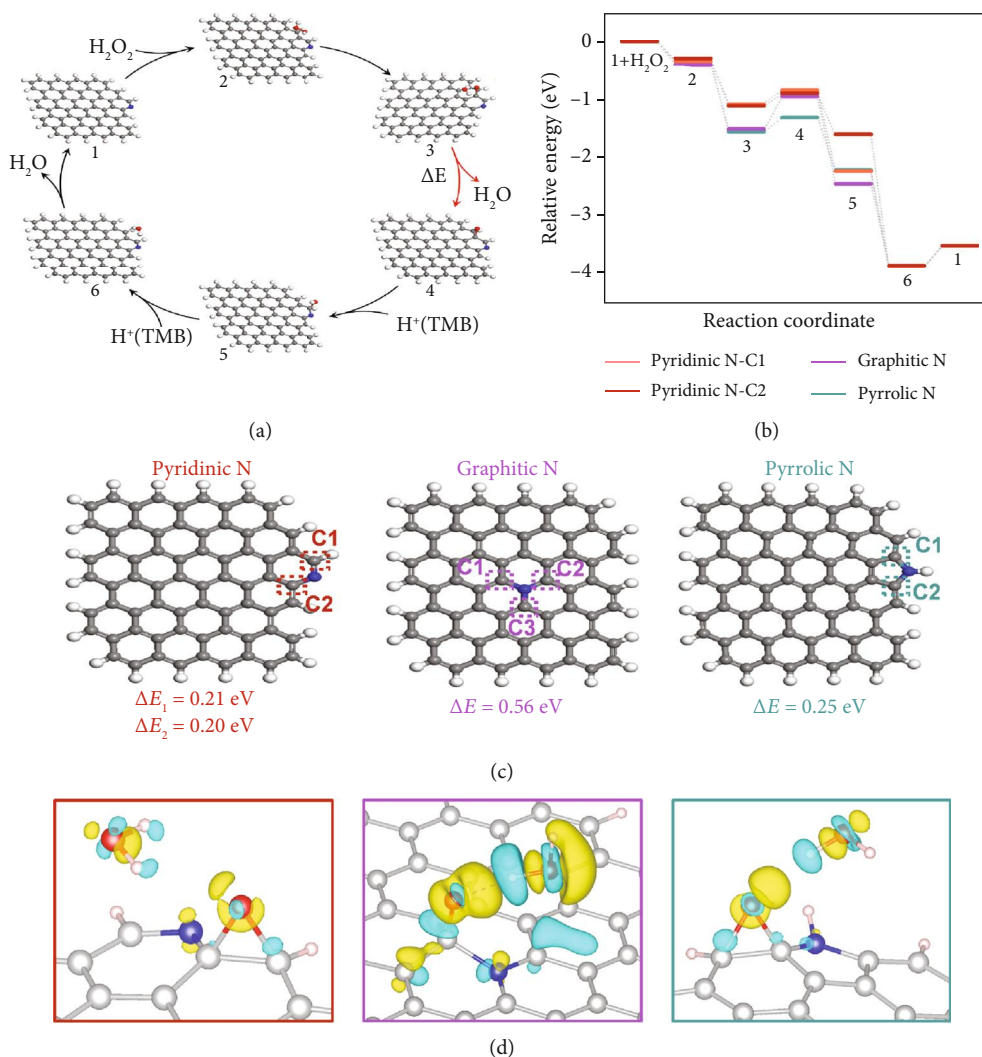 H₂O₂
2
1
3
ΔE
H₂O
H₂O
6
4
5
H⁺(TMB)
H⁺(TMB)
(a)
Relative energy (eV)
0
−1
−2
−3
−4
1+H₂O₂
2
3
4
5
6
1
Reaction coordinate
Pyridinic N-C1
Graphitic N
Pyridinic N-C2
Pyrrolic N
(b)
Pyridinic N
Graphitic N
Pyrrolic N
C1
C2
C1
C2
C3
C1
C2
ΔE₁ = 0.21 eV
ΔE₂ = 0.20 eV
ΔE = 0.56 eV
ΔE = 0.25 eV
(c)
(d)